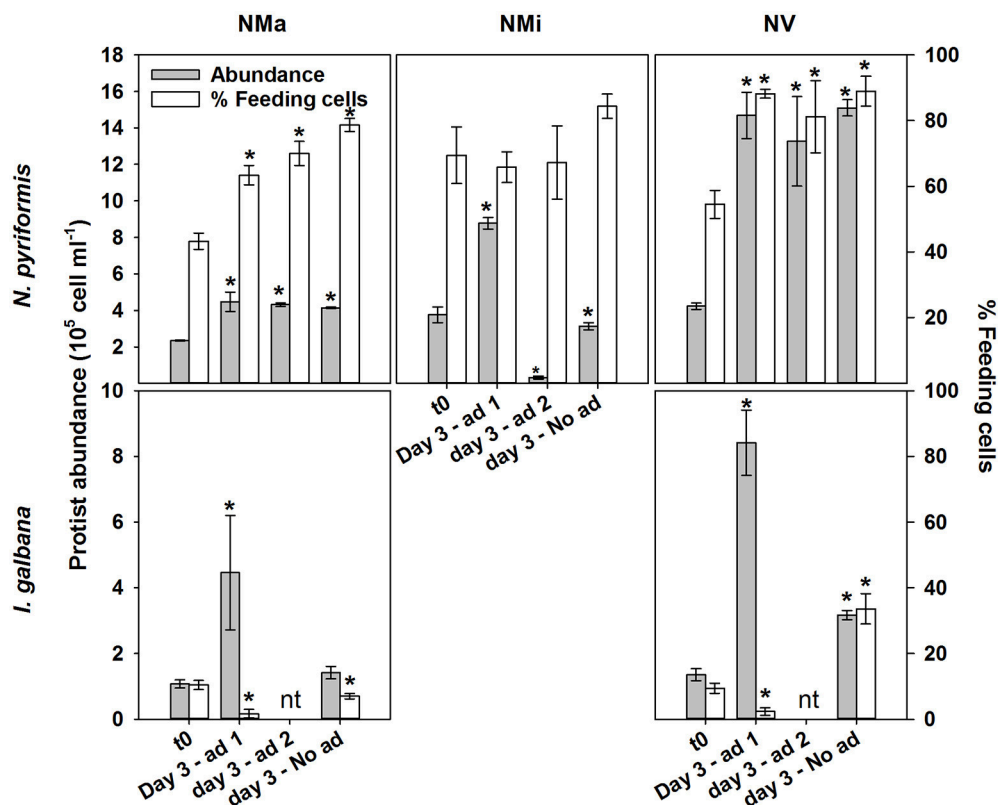 NMa
NMi
NV
18
16
14
12
10
8
6
4
2
Abundance
% Feeding cells
* * * * * *
* * *
* * * * * *
100
80
60
40
20
N. pyriformis
Protist abundance (10⁵ cell ml⁻¹)
% Feeding cells
t0
Day 3 - ad 1
day 3 - ad 2
day 3 - No ad
I. galbana
10
8
6
4
2
0
* * *
nt
* * * *
nt
100
80
60
40
20
0
t0
Day 3 - ad 1
day 3 - ad 2
day 3 - No ad
t0
Day 3 - ad 1
day 3 - ad 2
day 3 - No ad